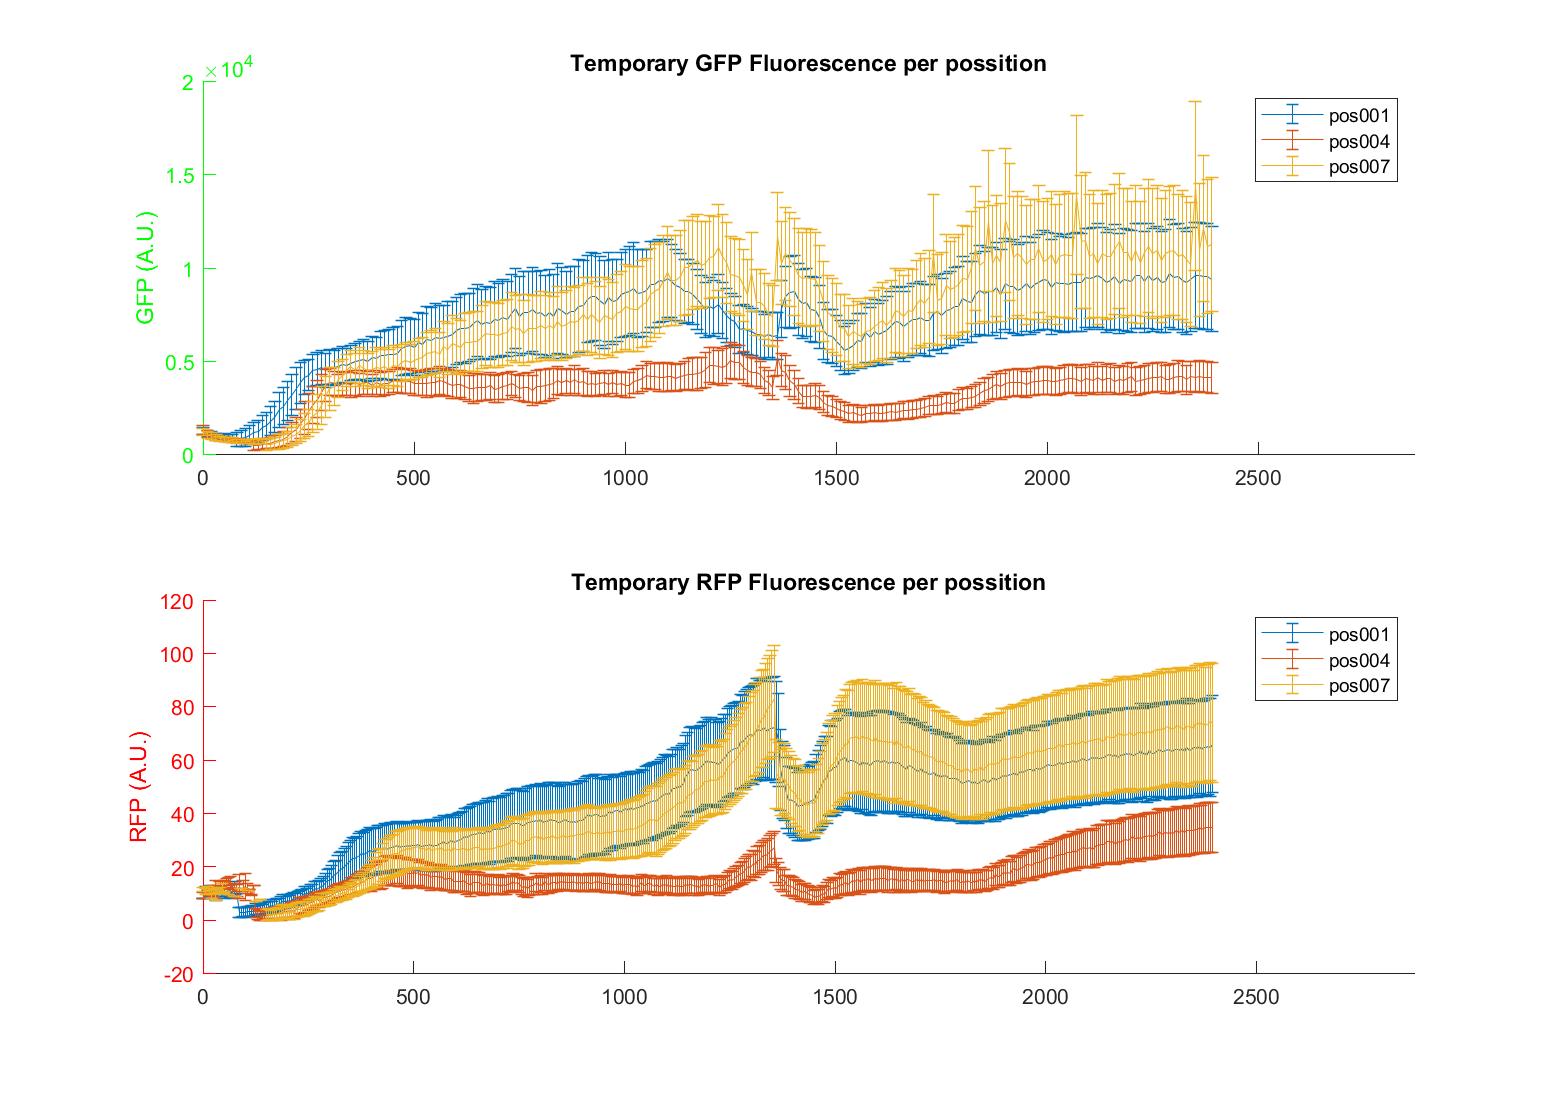 Temporary GFP Fluorescence per possition
×10^4
2
1.5
1
0.5
0
GFP (A.U.)
0 500 1000 1500 2000 2500
pos001
pos004
pos007
Temporary RFP Fluorescence per possition
120
100
80
60
40
20
0
-20
RFP (A.U.)
0 500 1000 1500 2000 2500
pos001
pos004
pos007